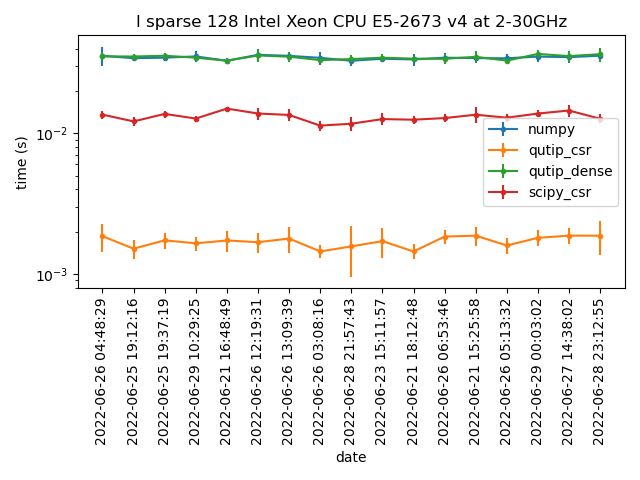 l sparse 128 Intel Xeon CPU E5-2673 v4 at 2-30GHz
time (s)
10⁻²
10⁻³
numpy
qutip_csr
qutip_dense
scipy_csr
2022-06-26 04:48:29
2022-06-25 19:12:16
2022-06-25 19:37:19
2022-06-29 10:29:25
2022-06-21 16:48:49
2022-06-26 12:19:31
2022-06-26 13:09:39
2022-06-26 03:08:16
2022-06-28 21:57:43
2022-06-23 15:11:57
2022-06-21 18:12:48
2022-06-26 06:53:46
2022-06-21 15:25:58
2022-06-26 05:13:32
2022-06-29 00:03:02
2022-06-27 14:38:02
2022-06-28 23:12:55
date